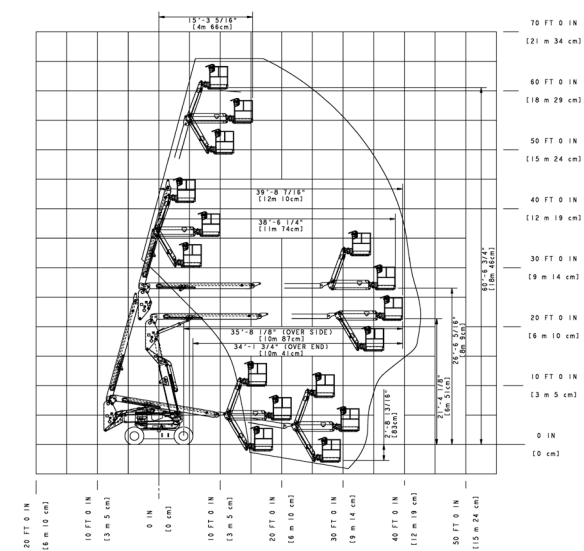 15'-3 5/16"
[4m 66cm]
70 FT 0 IN
[21 m 34 cm]
60 FT 0 IN
[18 m 29 cm]
50 FT 0 IN
[15 m 24 cm]
39'-8 7/16"
[12m 10cm]
40 FT 0 IN
[12 m 19 cm]
38'-6 1/4"
[11m 74cm]
60'-6 3/4"
[18m 46cm]
30 FT 0 IN
[9 m 14 cm]
20 FT 0 IN
[6 m 10 cm]
35'-8 1/8" (OVER SIDE)
[10m 87cm]
34'-1 3/4" (OVER END)
[10m 41cm]
26'-6 5/16"
[8m 9cm]
21'-4 1/8"
[6m 51cm]
2'-8 13/16"
[83cm]
10 FT 0 IN
[3 m 5 cm]
0 IN
[0 cm]
20 FT 0 IN
[6 m 10 cm]
10 FT 0 IN
[3 m 5 cm]
0 IN
[0 cm]
10 FT 0 IN
[3 m 5 cm]
20 FT 0 IN
[6 m 10 cm]
30 FT 0 IN
[9 m 14 cm]
40 FT 0 IN
[12 m 19 cm]
50 FT 0 IN
[15 m 24 cm]